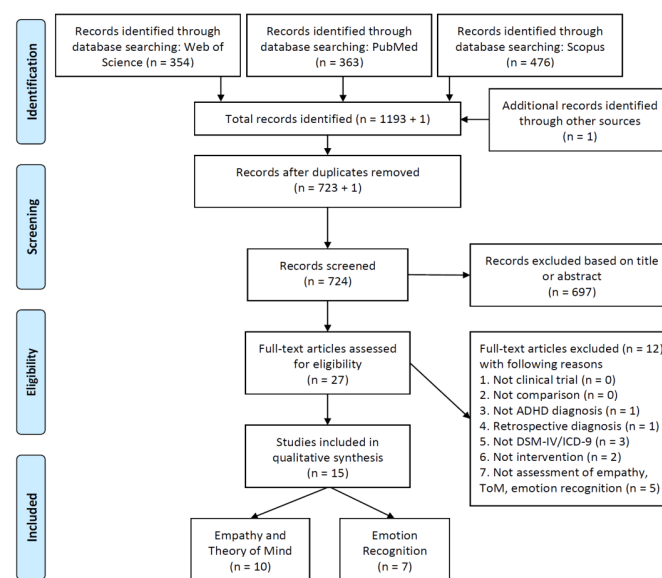 Identification
Records identified through
database searching: Web of
Science (n = 354)
Records identified through
database searching: PubMed
(n = 363)
Records identified through
database searching: Scopus
(n = 476)
Total records identified (n = 1193 + 1)
Additional records identified
through other sources
(n = 1)
Screening
Records after duplicates removed
(n = 723 + 1)
Records screened
(n = 724)
Records excluded based on title
or abstract
(n = 697)
Eligibility
Full-text articles assessed
for eligibility
(n = 27)
Full-text articles excluded (n = 12)
with following reasons
1. Not clinical trial (n = 0)
2. Not comparison (n = 0)
3. Not ADHD diagnosis (n = 1)
4. Retrospective diagnosis (n = 1)
5. Not DSM-IV/ICD-9 (n = 3)
6. Not intervention (n = 2)
7. Not assessment of empathy,
ToM, emotion recognition (n = 5)
Studies included in
qualitative synthesis
(n = 15)
Included
Empathy and
Theory of Mind
(n = 10)
Emotion
Recognition
(n = 7)